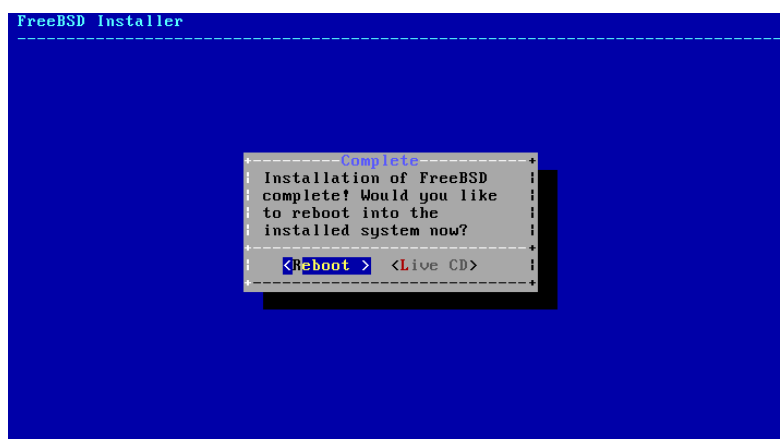 FreeBSD Installer
Complete
Installation of FreeBSD
complete! Would you like
to reboot into the
installed system now?
<Reboot > <Live CD>